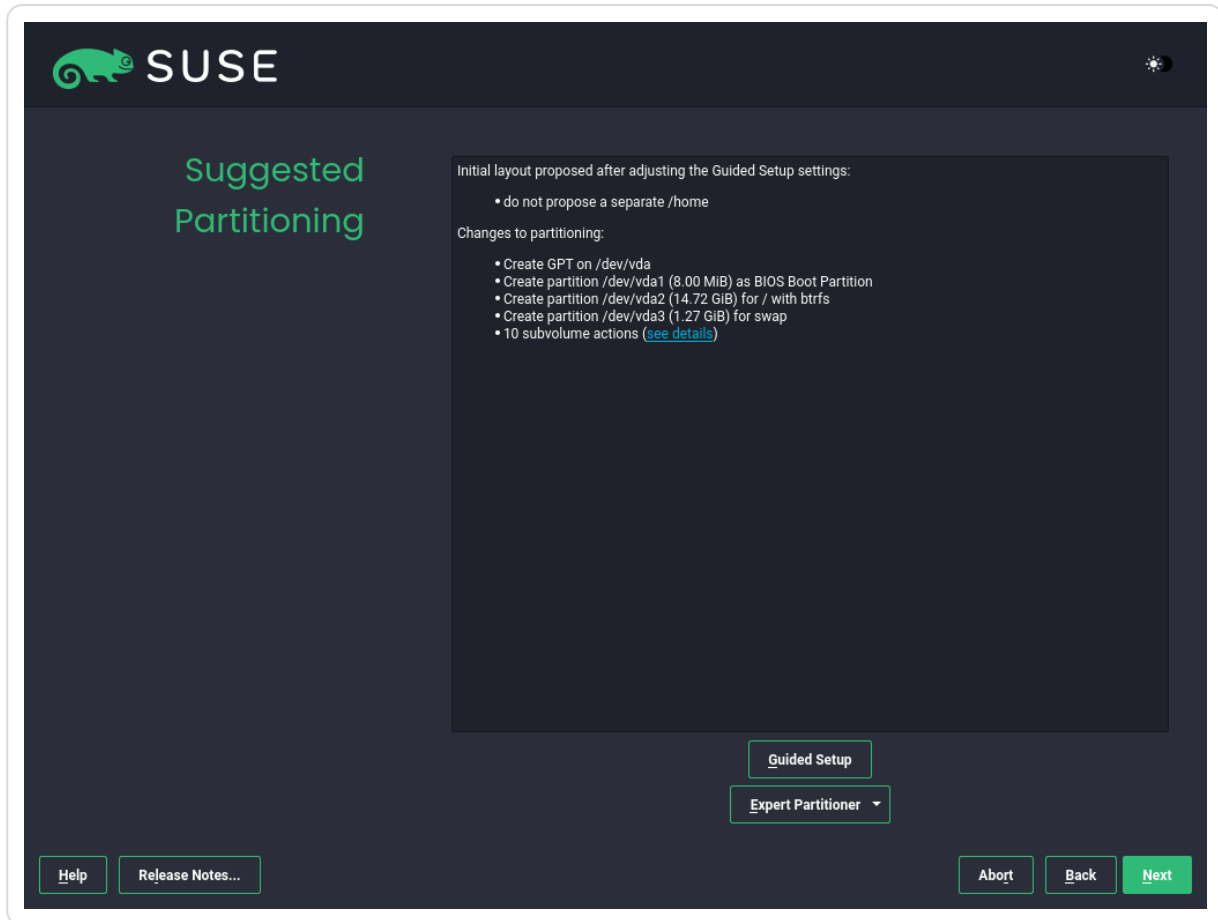 SUSE
Suggested
Partitioning
Initial layout proposed after adjusting the Guided Setup settings:
• do not propose a separate /home
Changes to partitioning:
• Create GPT on /dev/vda
• Create partition /dev/vda1 (8.00 MiB) as BIOS Boot Partition
• Create partition /dev/vda2 (14.72 GiB) for / with btrfs
• Create partition /dev/vda3 (1.27 GiB) for swap
• 10 subvolume actions (see details)
Guided Setup
Expert Partitioner
Help
Release Notes...
Abort
Back
Next